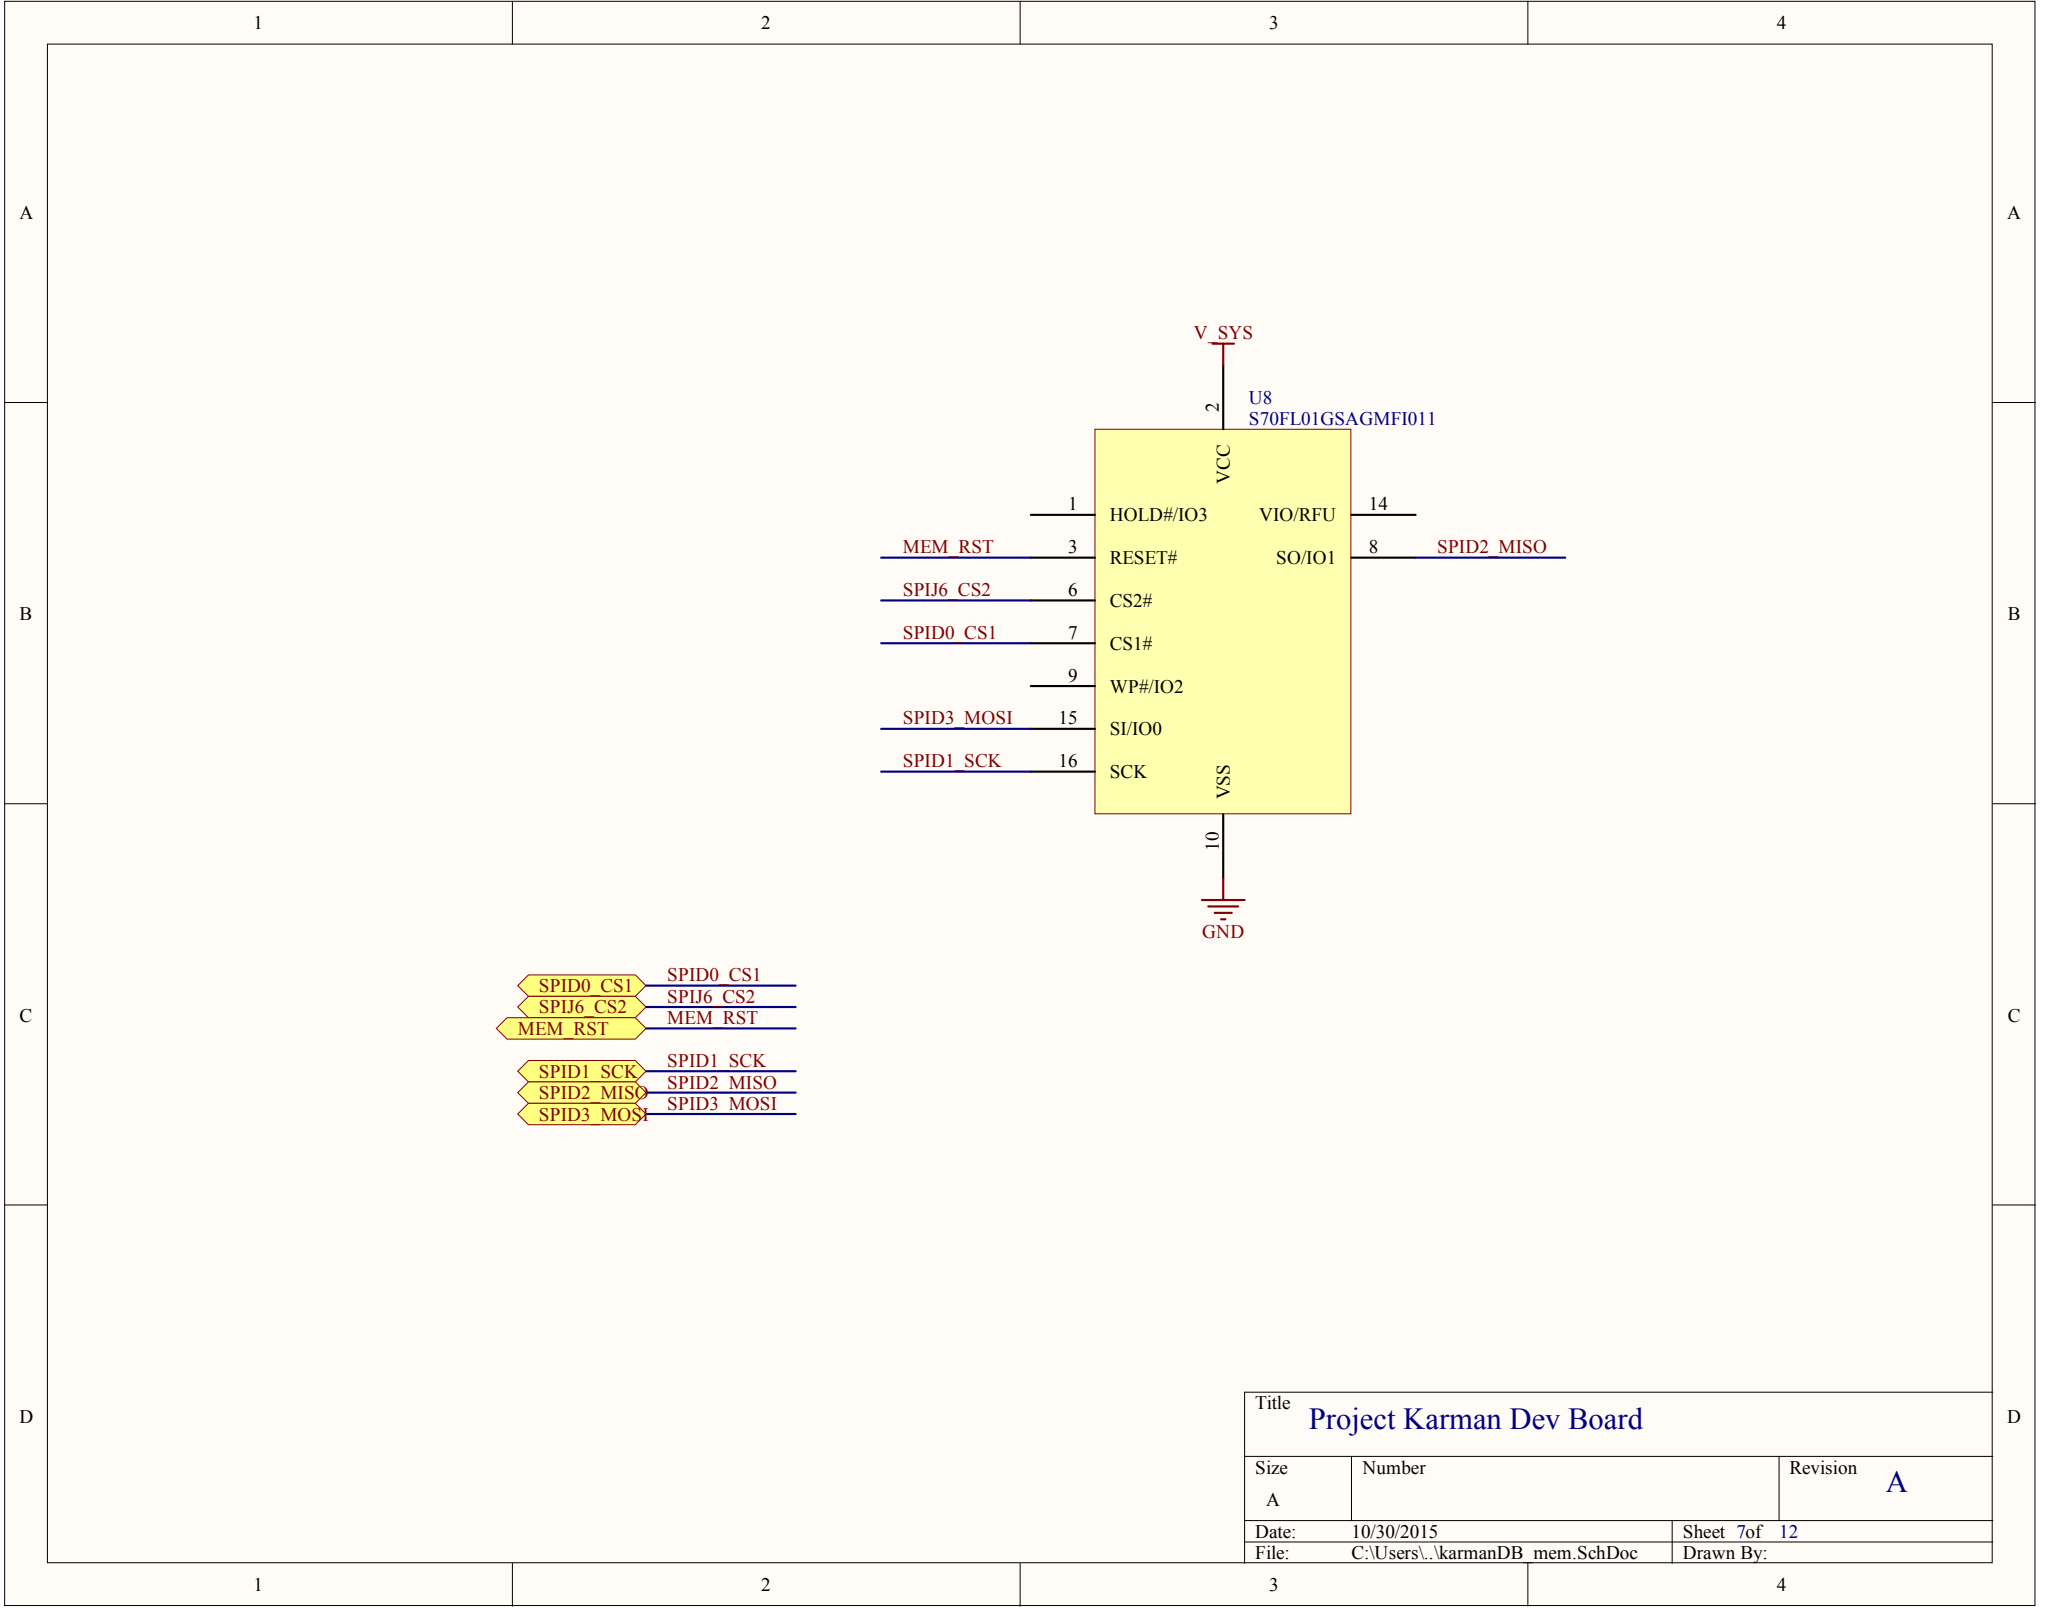 1 2 3 4
A A
V_SYS
2
U8
S70FL01GSAGMFI011
VCC
1 HOLD#/IO3 VIO/RFU 14
MEM_RST 3 RESET# SO/IO1 8 SPID2_MISO
SPIJ6_CS2 6 CS2#
B B
SPID0_CS1 7 CS1#
9 WP#/IO2
SPID3_MOSI 15 SI/IO0
SPID1_SCK 16 SCK
VSS
10
GND
SPID0_CS1 SPID0_CS1
SPIJ6_CS2 SPIJ6_CS2
C C
MEM_RST MEM_RST
SPID1_SCK SPID1_SCK
SPID2_MISO SPID2_MISO
SPID3_MOSI SPID3_MOSI
D D
Title Project Karman Dev Board
Size Number Revision A
A
Date: 10/30/2015 Sheet 7of 12
File: C:\Users\..\karmanDB_mem.SchDoc Drawn By:
1 2 3 4